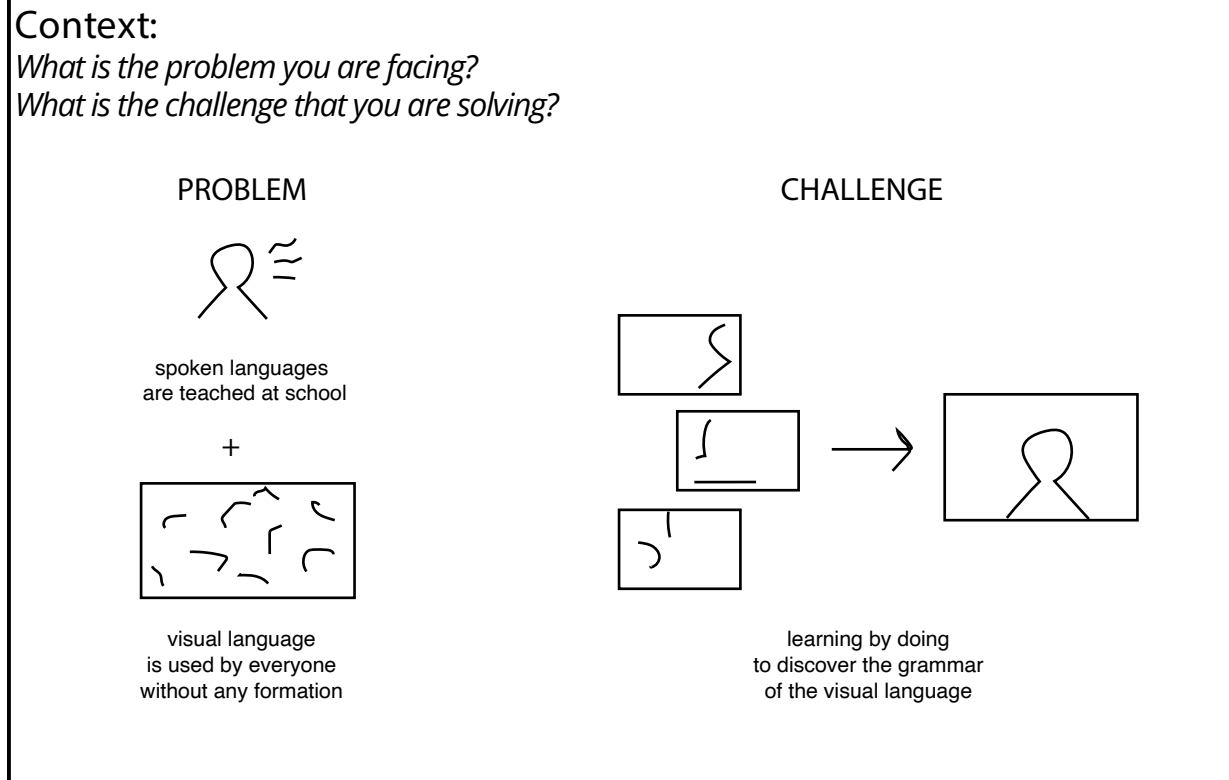 Context:
What is the problem you are facing?
What is the challenge that you are solving?
PROBLEM
spoken languages
are teached at school
+
visual language
is used by everyone
without any formation
CHALLENGE
learning by doing
to discover the grammar
of the visual language